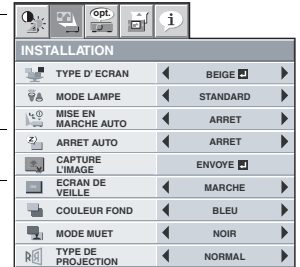 opt.
i
INSTALLATION
TYPE D' ECRAN BEIGE
MODE LAMPE STANDARD
MISE EN
MARCHE AUTO ARRET
ARRET AUTO ARRET
CAPTURE
L'IMAGE ENVOYE
ECRAN DE
VEILLE MARCHE
COULEUR FOND BLEU
MODE MUET NOIR
TYPE DE
PROJECTION NORMAL